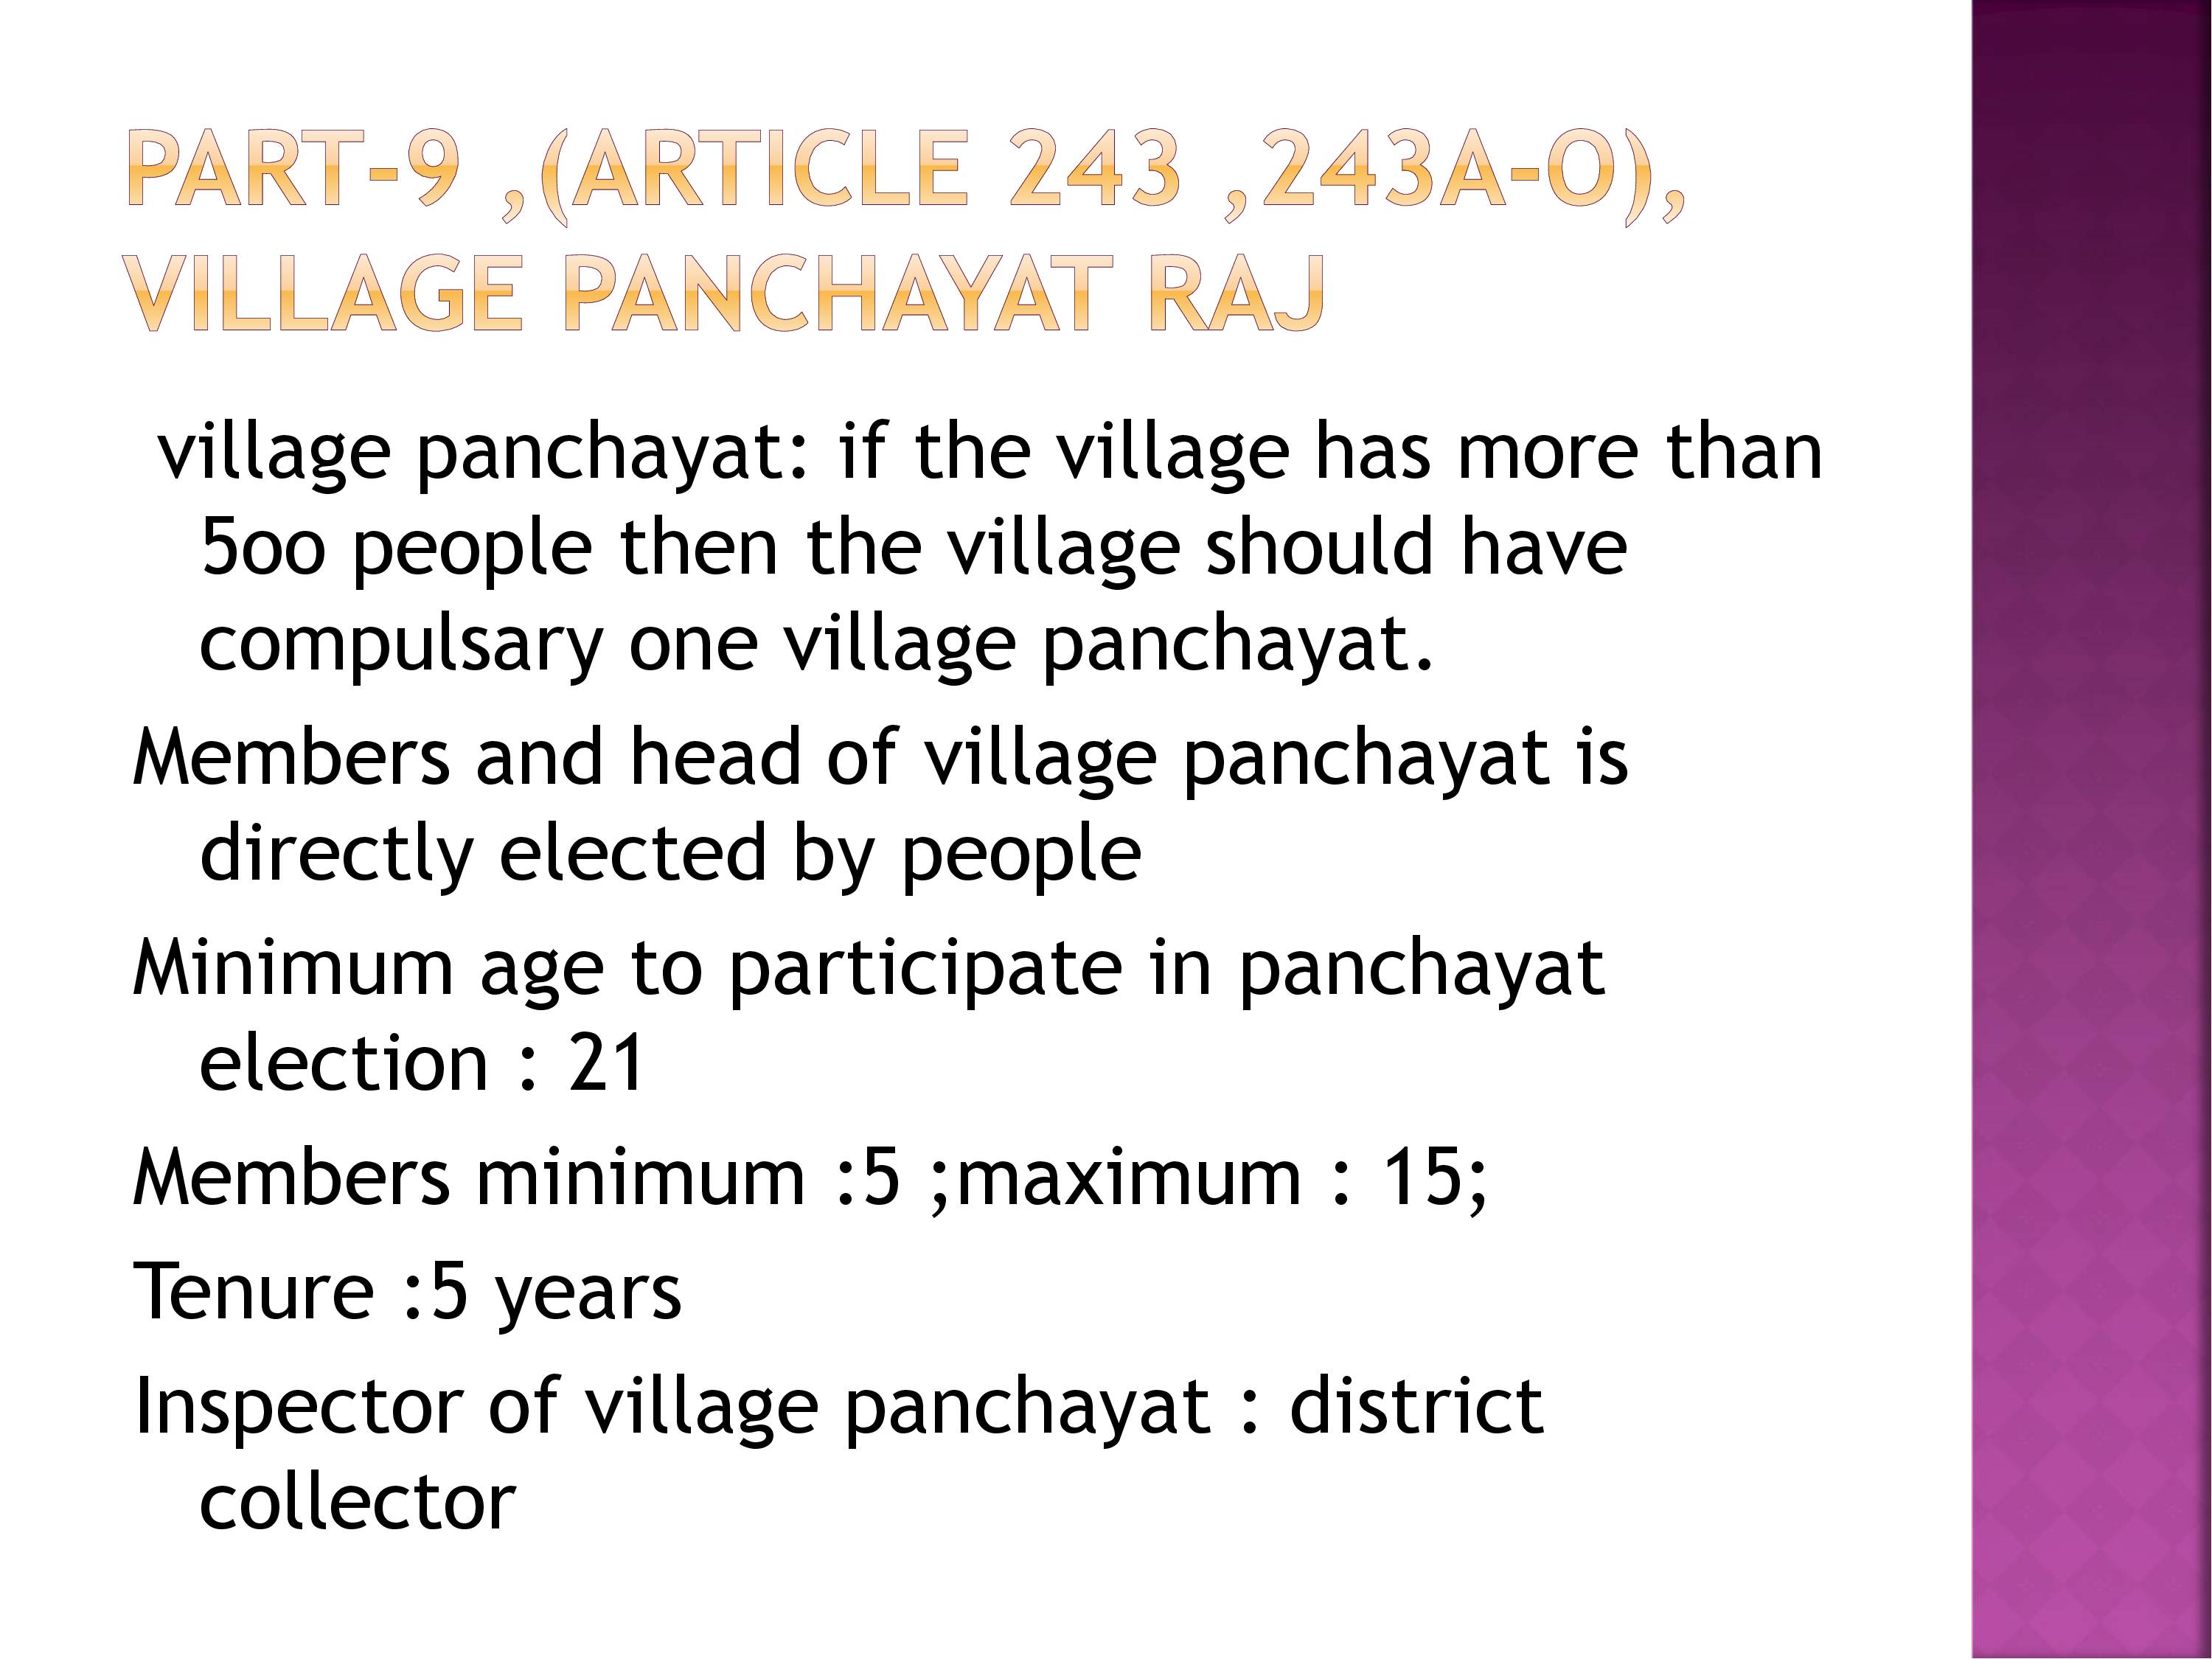 PART-9 ,(ARTICLE 243 ,243A-O),
VILLAGE PANCHAYAT RAJ
village panchayat: if the village has more than
5oo people then the village should have
compulsary one village panchayat.
Members and head of village panchayat is
directly elected by people
Minimum age to participate in panchayat
election : 21
Members minimum :5 ;maximum : 15;
Tenure :5 years
Inspector of village panchayat : district
collector